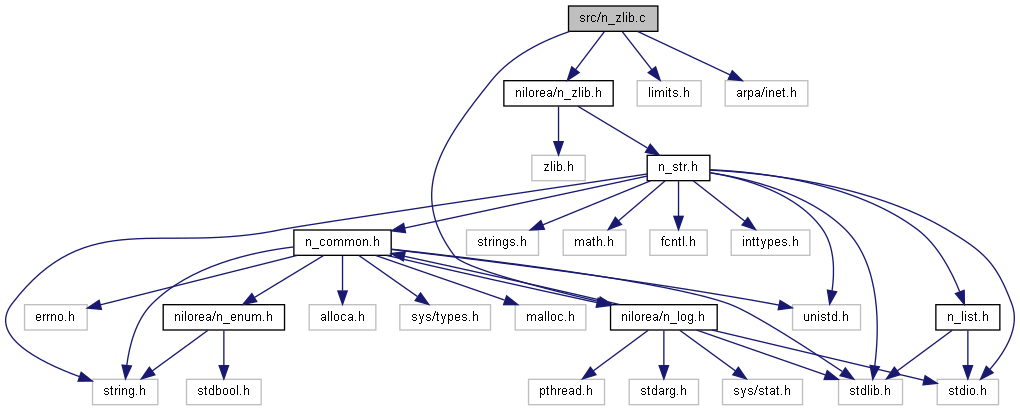 src/n_zlib.c
nilorea/n_zlib.h
limits.h
arpa/inet.h
zlib.h
n_str.h
n_common.h
strings.h
math.h
fcntl.h
inttypes.h
errno.h
nilorea/n_enum.h
alloca.h
sys/types.h
malloc.h
nilorea/n_log.h
unistd.h
n_list.h
string.h
stdbool.h
pthread.h
stdarg.h
sys/stat.h
stdlib.h
stdio.h